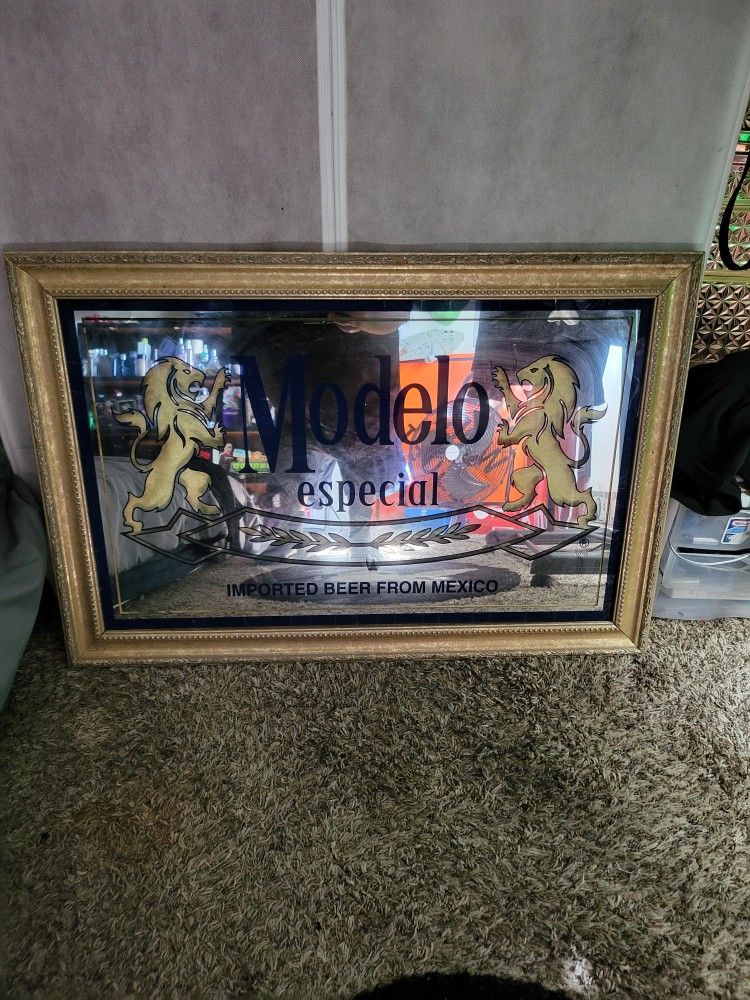 Modelo
especial
®
IMPORTED BEER FROM MEXICO